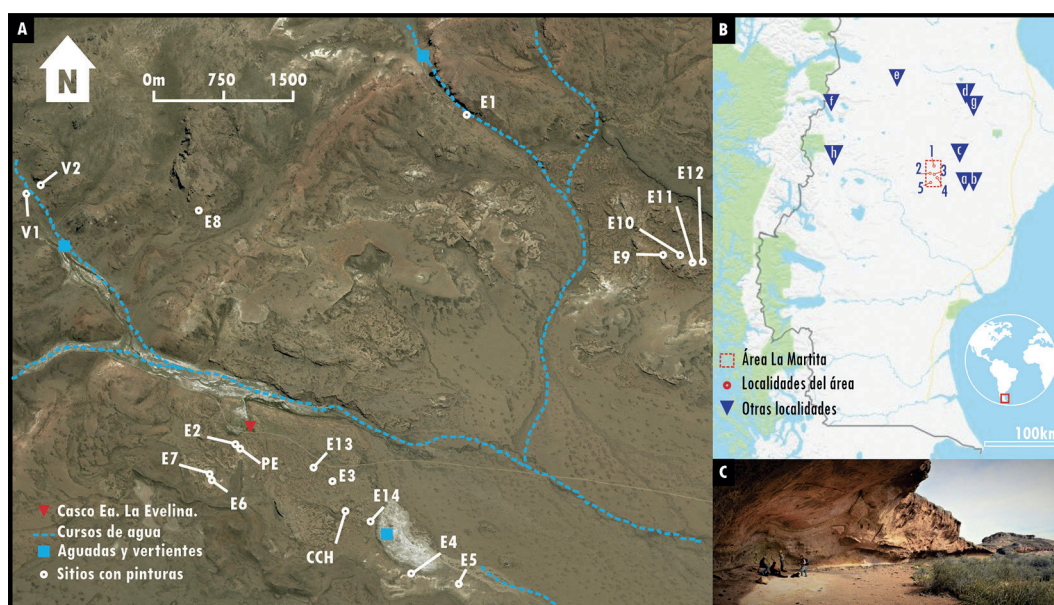 A
N
0m 750 1500
E1
V2
V1
E8
E12
E11
E10
E9
E2
PE
E13
E7
E6
E3
E14
CCH
E4
E5
Casco Ea. La Evelina.
Cursos de agua
Aguadas y vertientes
Sitios con pinturas
B
e
d
f
g
h
c
1
2 3
a b
5 4
Área La Martita
Localidades del área
Otras localidades
100km
C